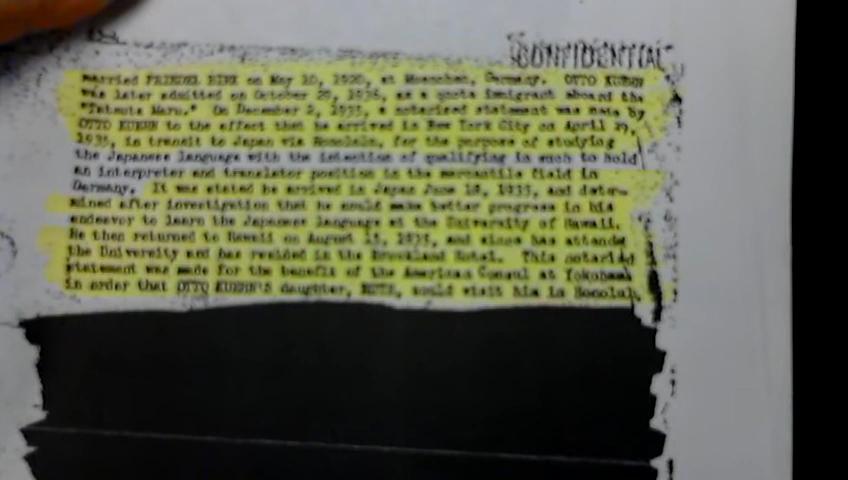 CONFIDENTIAL
married FRIEDEL BIRK on May 10, 1920, at Muenchen, Germany. OTTO KUEHN
was later admitted on October 29, 1936, as a quota immigrant aboard the
"Tatsuta Maru." On December 2, 1935, a notarized statement was made by
OTTO KUEHN to the effect that he arrived in New York City on April
1935, in transit to Japan via Honolulu, for the purpose of studying
the Japanese language with the intention of qualifying in such to hold
an interpreter and translator position in the mercantile field in
Germany. It was stated he arrived in Japan June 18, 1935, and deter-
mined after investigation that he could make better progress in his
endeavor to learn the Japanese language at the University of Hawaii.
He then returned to Hawaii on August 15, 1935, and since has attende
the University and has resided in the Brookland Hotel. This notarized
statement was made for the benefit of the American Consul at Yokohama
in order that OTTO KUEHN'S daughter, RUTH, could visit him in Honolulu